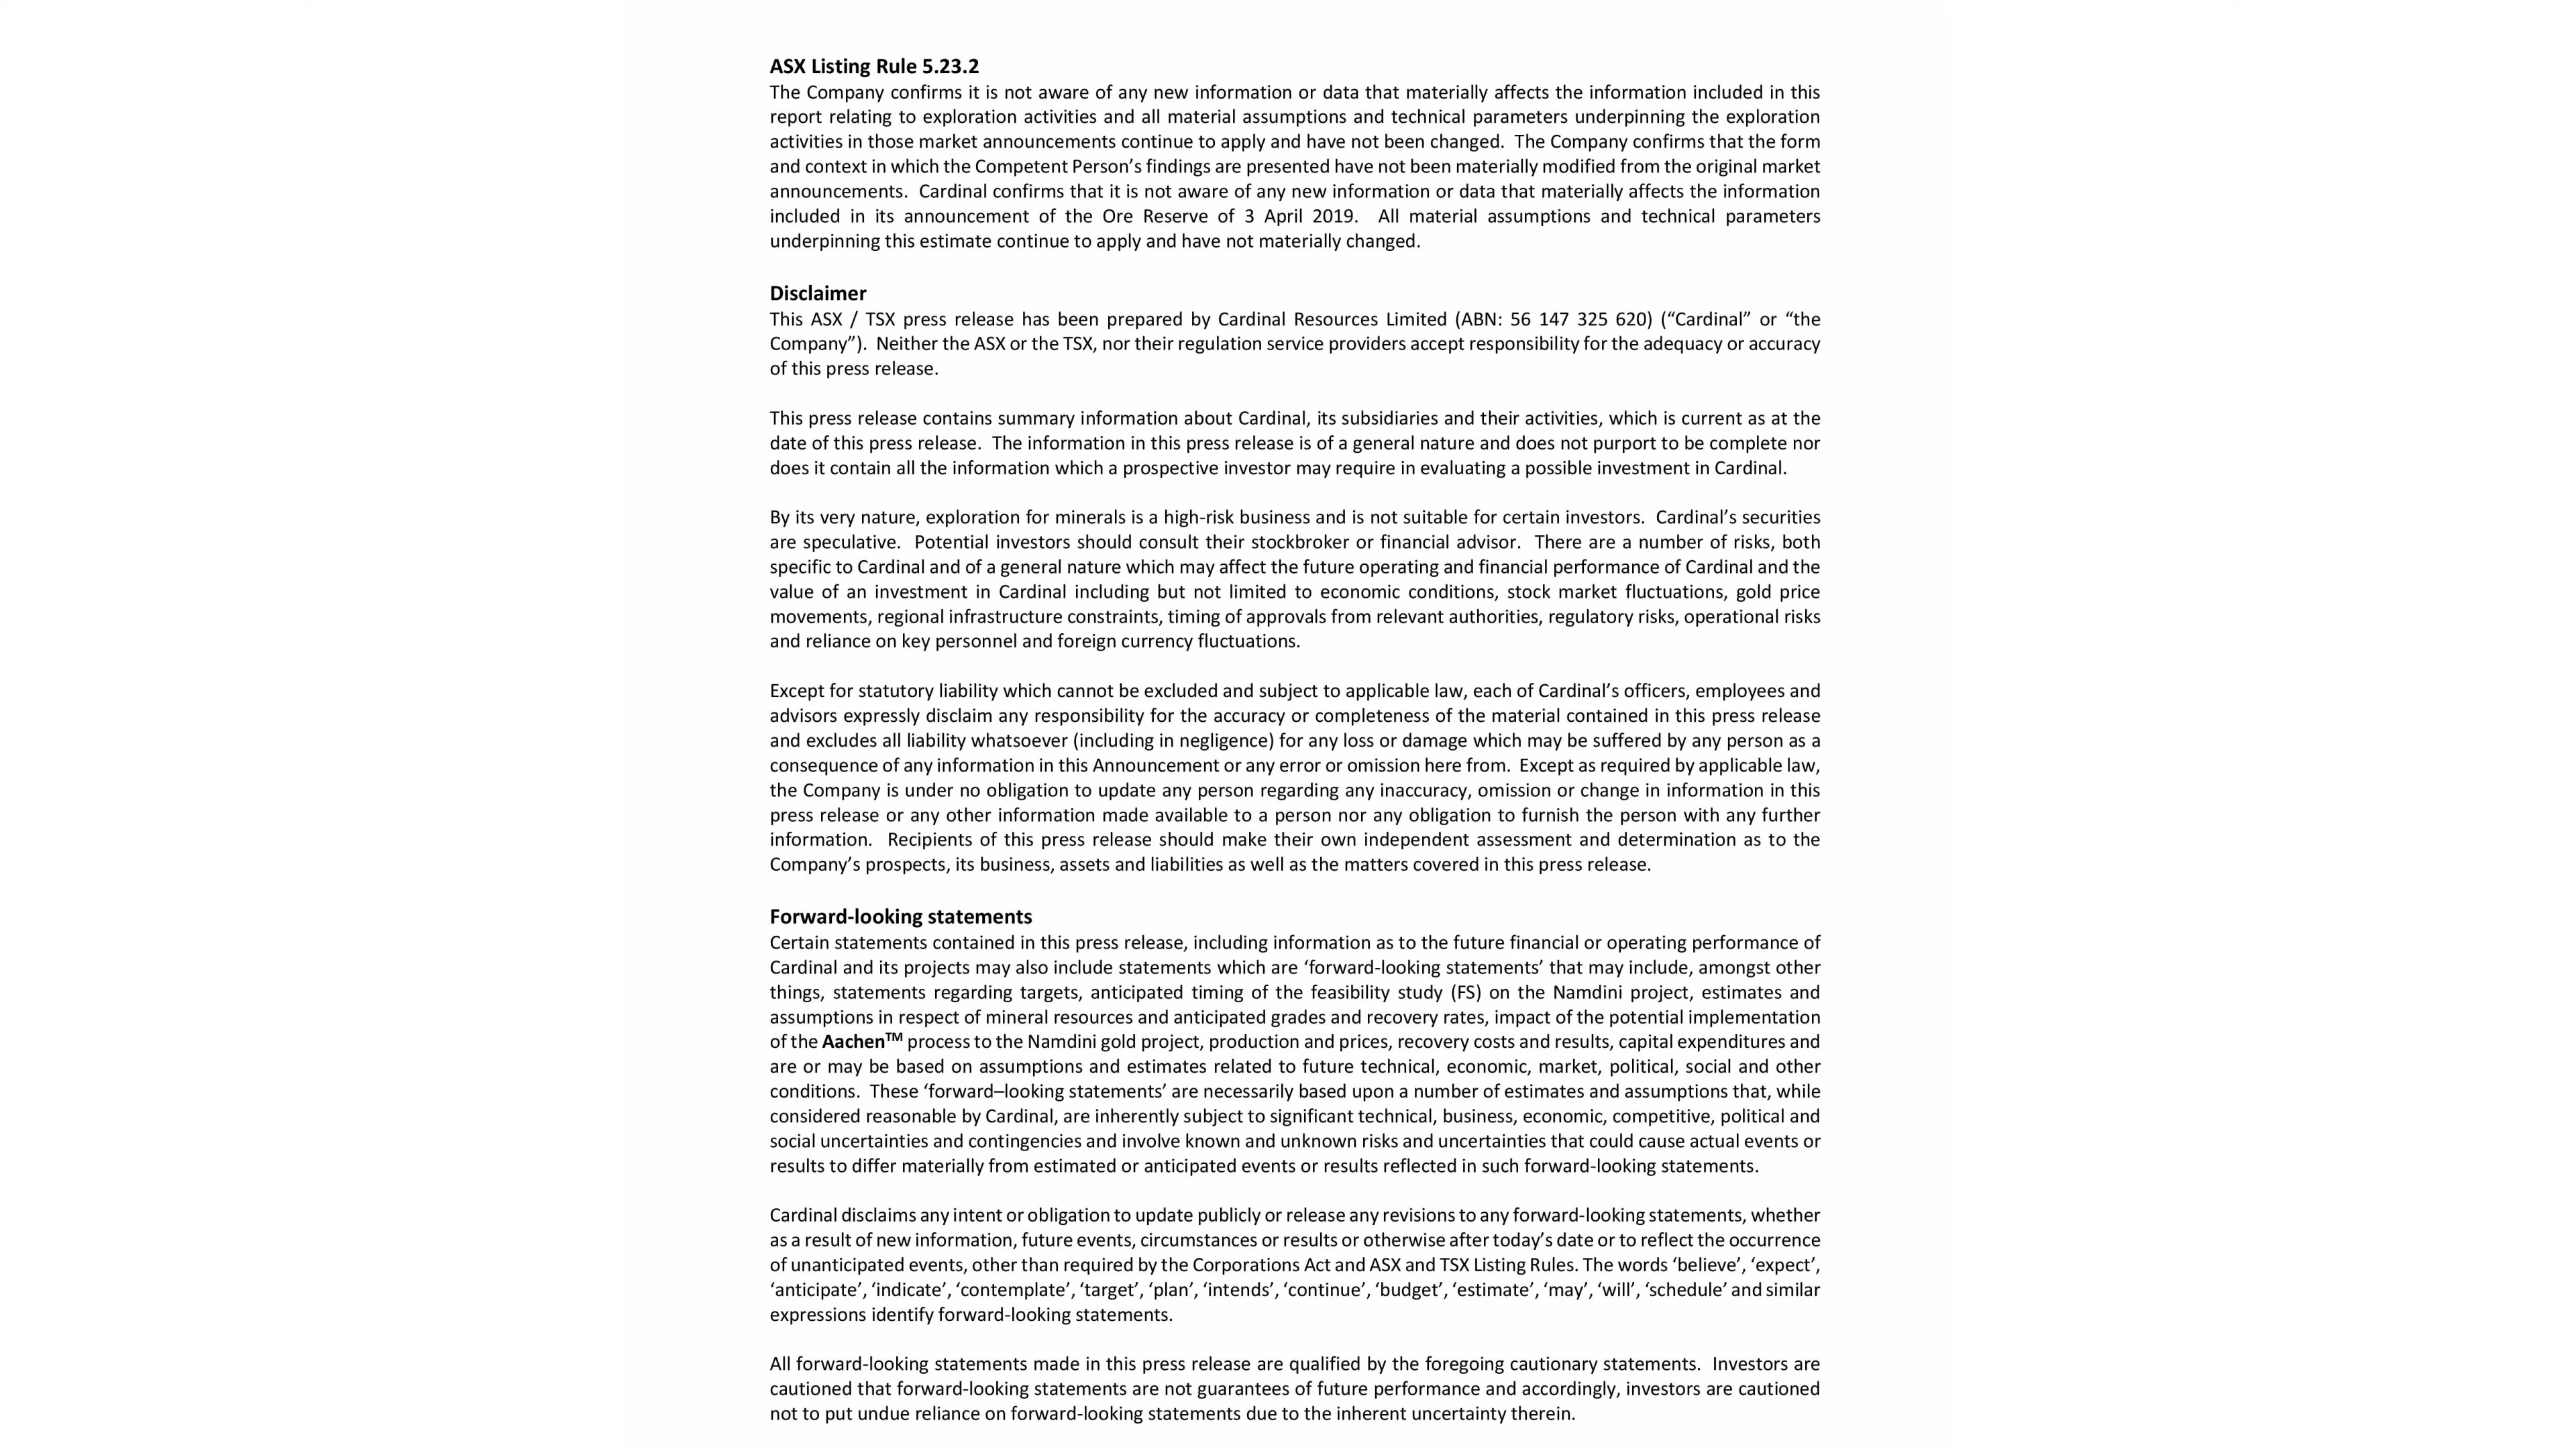 ASX Listing Rule 5.23.2
The Company confirms it is not aware of any new information or data that materially affects the information included in this
report relating to exploration activities and all material assumptions and technical parameters underpinning the exploration
activities in those market announcements continue to apply and have not been changed.  The Company confirms that the form
and context in which the Competent Person’s findings are presented have not been materially modified from the original market
announcements.  Cardinal confirms that it is not aware of any new information or data that materially affects the information
included in its announcement of the Ore Reserve of 3 April 2019.  All material assumptions and technical parameters
underpinning this estimate continue to apply and have not materially changed.
Disclaimer
This ASX / TSX press release has been prepared by Cardinal Resources Limited (ABN: 56 147 325 620) (“Cardinal” or “the
Company”).  Neither the ASX or the TSX, nor their regulation service providers accept responsibility for the adequacy or accuracy
of this press release.
This press release contains summary information about Cardinal, its subsidiaries and their activities, which is current as at the
date of this press release.  The information in this press release is of a general nature and does not purport to be complete nor
does it contain all the information which a prospective investor may require in evaluating a possible investment in Cardinal.
By its very nature, exploration for minerals is a high-risk business and is not suitable for certain investors.  Cardinal’s securities
are speculative.  Potential investors should consult their stockbroker or financial advisor.  There are a number of risks, both
specific to Cardinal and of a general nature which may affect the future operating and financial performance of Cardinal and the
value of an investment in Cardinal including but not limited to economic conditions, stock market fluctuations, gold price
movements, regional infrastructure constraints, timing of approvals from relevant authorities, regulatory risks, operational risks
and reliance on key personnel and foreign currency fluctuations.
Except for statutory liability which cannot be excluded and subject to applicable law, each of Cardinal’s officers, employees and
advisors expressly disclaim any responsibility for the accuracy or completeness of the material contained in this press release
and excludes all liability whatsoever (including in negligence) for any loss or damage which may be suffered by any person as a
consequence of any information in this Announcement or any error or omission here from.  Except as required by applicable law,
the Company is under no obligation to update any person regarding any inaccuracy, omission or change in information in this
press release or any other information made available to a person nor any obligation to furnish the person with any further
information.  Recipients of this press release should make their own independent assessment and determination as to the
Company’s prospects, its business, assets and liabilities as well as the matters covered in this press release.
Forward-looking statements
Certain statements contained in this press release, including information as to the future financial or operating performance of
Cardinal and its projects may also include statements which are ‘forward-looking statements’ that may include, amongst other
things, statements regarding targets, anticipated timing of the feasibility study (FS) on the Namdini project, estimates and
assumptions in respect of mineral resources and anticipated grades and recovery rates, impact of the potential implementation
of the Aachen™ process to the Namdini gold project, production and prices, recovery costs and results, capital expenditures and
are or may be based on assumptions and estimates related to future technical, economic, market, political, social and other
conditions.  These ‘forward–looking statements’ are necessarily based upon a number of estimates and assumptions that, while
considered reasonable by Cardinal, are inherently subject to significant technical, business, economic, competitive, political and
social uncertainties and contingencies and involve known and unknown risks and uncertainties that could cause actual events or
results to differ materially from estimated or anticipated events or results reflected in such forward-looking statements.
Cardinal disclaims any intent or obligation to update publicly or release any revisions to any forward-looking statements, whether
as a result of new information, future events, circumstances or results or otherwise after today’s date or to reflect the occurrence
of unanticipated events, other than required by the Corporations Act and ASX and TSX Listing Rules. The words ‘believe’, ‘expect’,
‘anticipate’, ‘indicate’, ‘contemplate’, ‘target’, ‘plan’, ‘intends’, ‘continue’, ‘budget’, ‘estimate’, ‘may’, ‘will’, ‘schedule’ and similar
expressions identify forward-looking statements.
All forward-looking statements made in this press release are qualified by the foregoing cautionary statements.  Investors are
cautioned that forward-looking statements are not guarantees of future performance and accordingly, investors are cautioned
not to put undue reliance on forward-looking statements due to the inherent uncertainty therein.